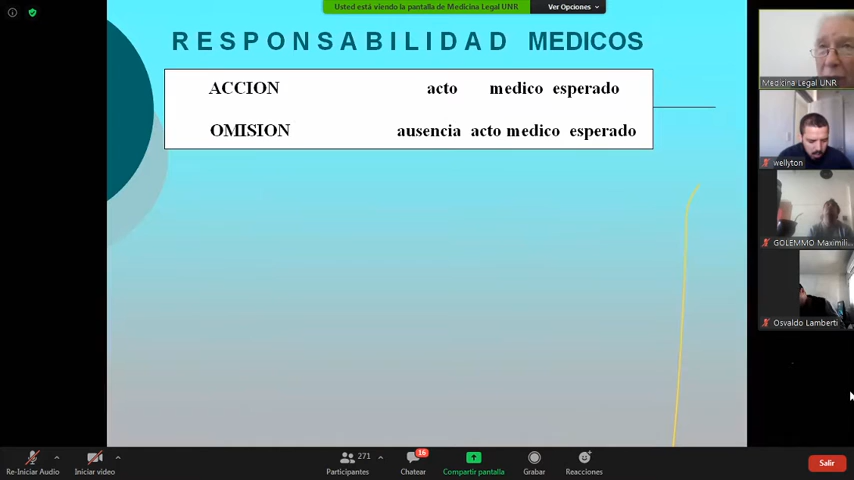 Usted está viendo la pantalla de Medicina Legal UNR
Ver Opciones
RESPONSABILIDAD MEDICOS
ACCION acto medico esperado
OMISION ausencia acto medico esperado
Medicina Legal UNR
wellyton
GOLEMMO Maximili...
Osvaldo Lamberti
Re-Iniciar Audio
Iniciar video
271
Participantes
16
Chatear
Compartir pantalla
Grabar
Reacciones
Salir